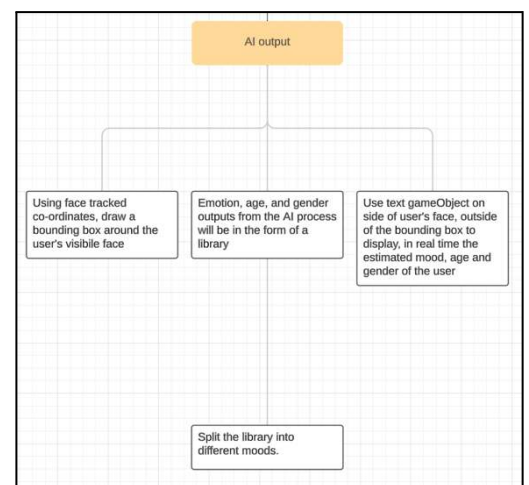 AI output
Using face tracked
co-ordinates, draw a
bounding box around the
user's visibile face
Emotion, age, and gender
outputs from the AI process
will be in the form of a
library
Use text gameObject on
side of user's face, outside
of the bounding box to
display, in real time the
estimated mood, age and
gender of the user
Split the library into
different moods.